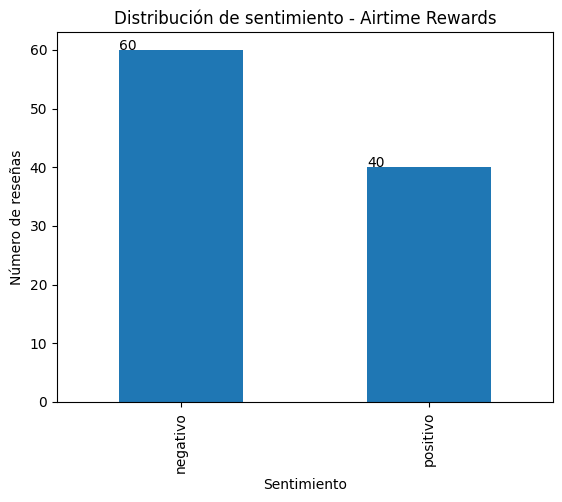 Distribución de sentimiento - Airtime Rewards
Número de reseñas
60
50
40
30
20
10
0
60
40
negativo
positivo
Sentimiento